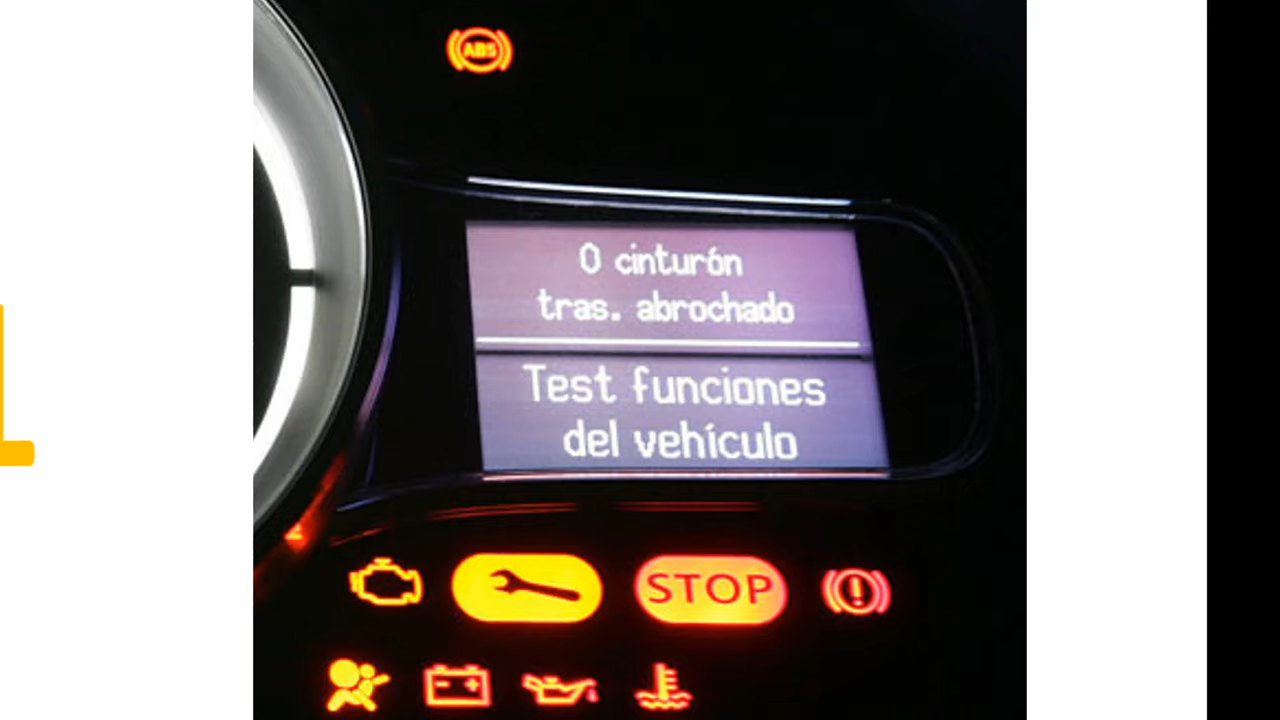 ABS
0 cinturón
tras. abrochado
Test funciones
del vehículo
STOP